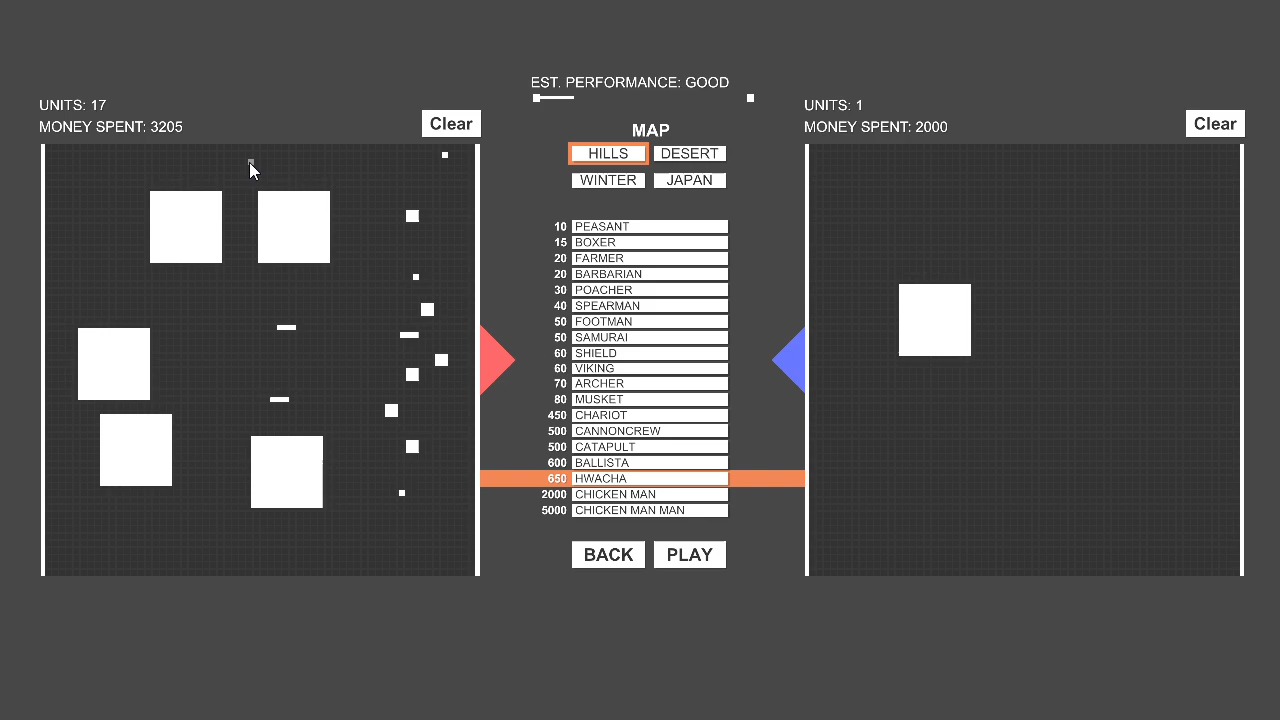 EST. PERFORMANCE: GOOD
UNITS: 17
MONEY SPENT: 3205
Clear
UNITS: 1
MONEY SPENT: 2000
Clear
MAP
HILLS
DESERT
WINTER
JAPAN
10 PEASANT
15 BOXER
20 FARMER
20 BARBARIAN
30 POACHER
40 SPEARMAN
50 FOOTMAN
50 SAMURAI
60 SHIELD
60 VIKING
70 ARCHER
80 MUSKET
450 CHARIOT
500 CANNONCREW
500 CATAPULT
600 BALLISTA
650 HWACHA
2000 CHICKEN MAN
5000 CHICKEN MAN MAN
BACK
PLAY